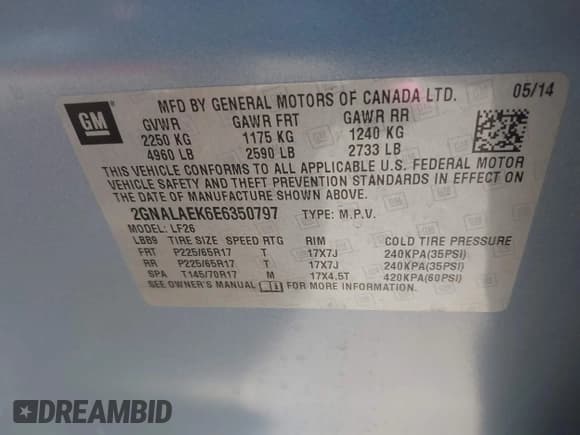 GM
MFD BY GENERAL MOTORS OF CANADA LTD. 05/14
GVWR GAWR FRT GAWR RR
2250 KG 1175 KG 1240 KG
4960 LB 2590 LB 2733 LB
THIS VEHICLE CONFORMS TO ALL APPLICABLE U.S. FEDERAL MOTOR
VEHICLE SAFETY AND THEFT PREVENTION STANDARDS IN EFFECT ON
THE DATE OF MANUFACTURE SHOWN ABOVE.
2GNALAEK6E6350797 TYPE: M.P.V.
MODEL: LF26
LBB9 TIRE SIZE SPEED RTG RIM COLD TIRE PRESSURE
FRT P225/65R17 T 17X7J 240KPA(35PSI)
RR P225/65R17 T 17X7J 240KPA(35PSI)
SPA T145/70R17 M 17X4.5T 420KPA(60PSI)
SEE OWNER'S MANUAL FOR MORE INFORMATION.
DREAMBID